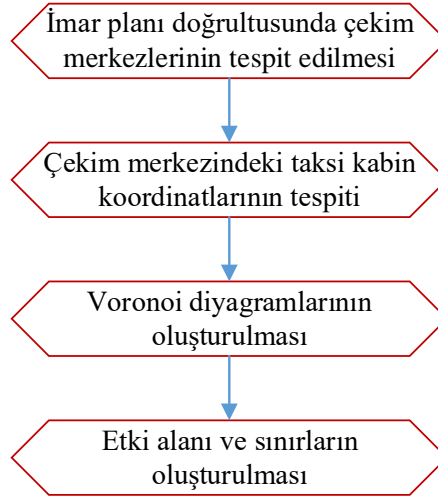 İmar planı doğrultusunda çekim
merkezlerinin tespit edilmesi
Çekim merkezindeki taksi kabin
koordinatlarının tespiti
Voronoi diyagramlarının
oluşturulması
Etki alanı ve sınırların
oluşturulması